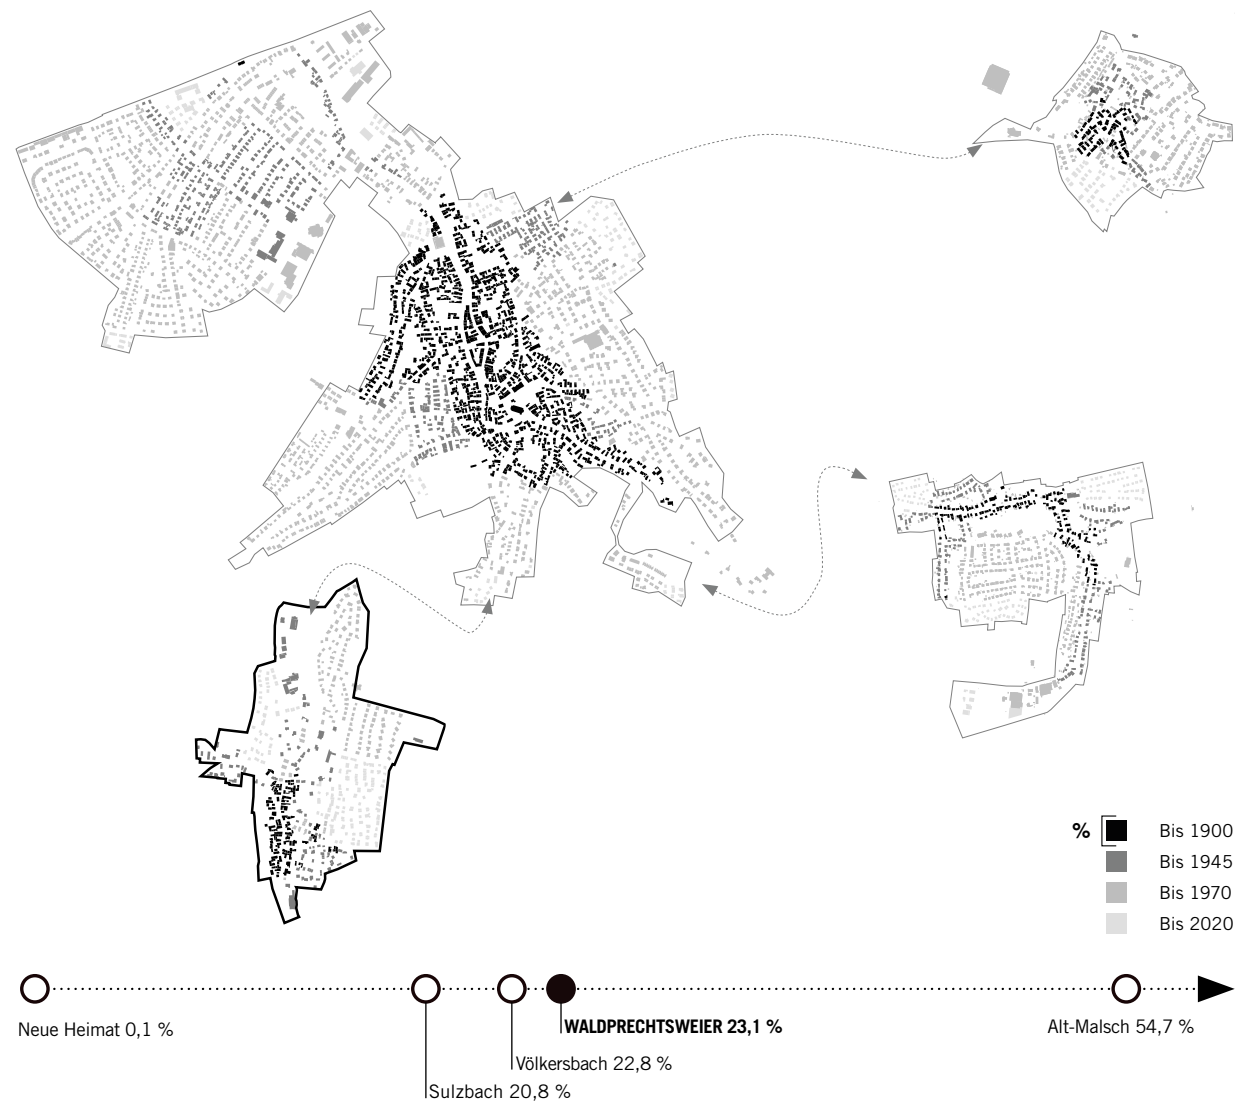 % Bis 1900
Bis 1945
Bis 1970
Bis 2020
Neue Heimat 0,1 %
WALDPRECHTSWEIER 23,1 %
Alt-Malsch 54,7 %
Völkersbach 22,8 %
Sulzbach 20,8 %